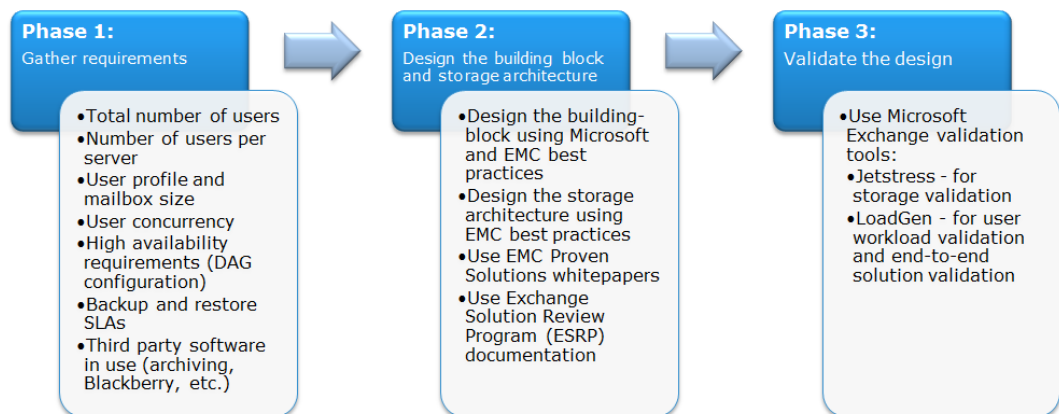 Phase 1:
Gather requirements
•Total number of users
•Number of users per
server
•User profile and
mailbox size
•User concurrency
•High availability
requirements (DAG
configuration)
•Backup and restore
SLAs
•Third party software
in use (archiving,
Blackberry, etc.)
Phase 2:
Design the building block
and storage architecture
•Design the building-
block using Microsoft
and EMC best
practices
•Design the storage
architecture using
EMC best practices
•Use EMC Proven
Solutions whitepapers
•Use Exchange
Solution Review
Program (ESRP)
documentation
Phase 3:
Validate the design
•Use Microsoft
Exchange validation
tools:
•Jetstress - for
storage validation
•LoadGen - for user
workload validation
and end-to-end
solution validation